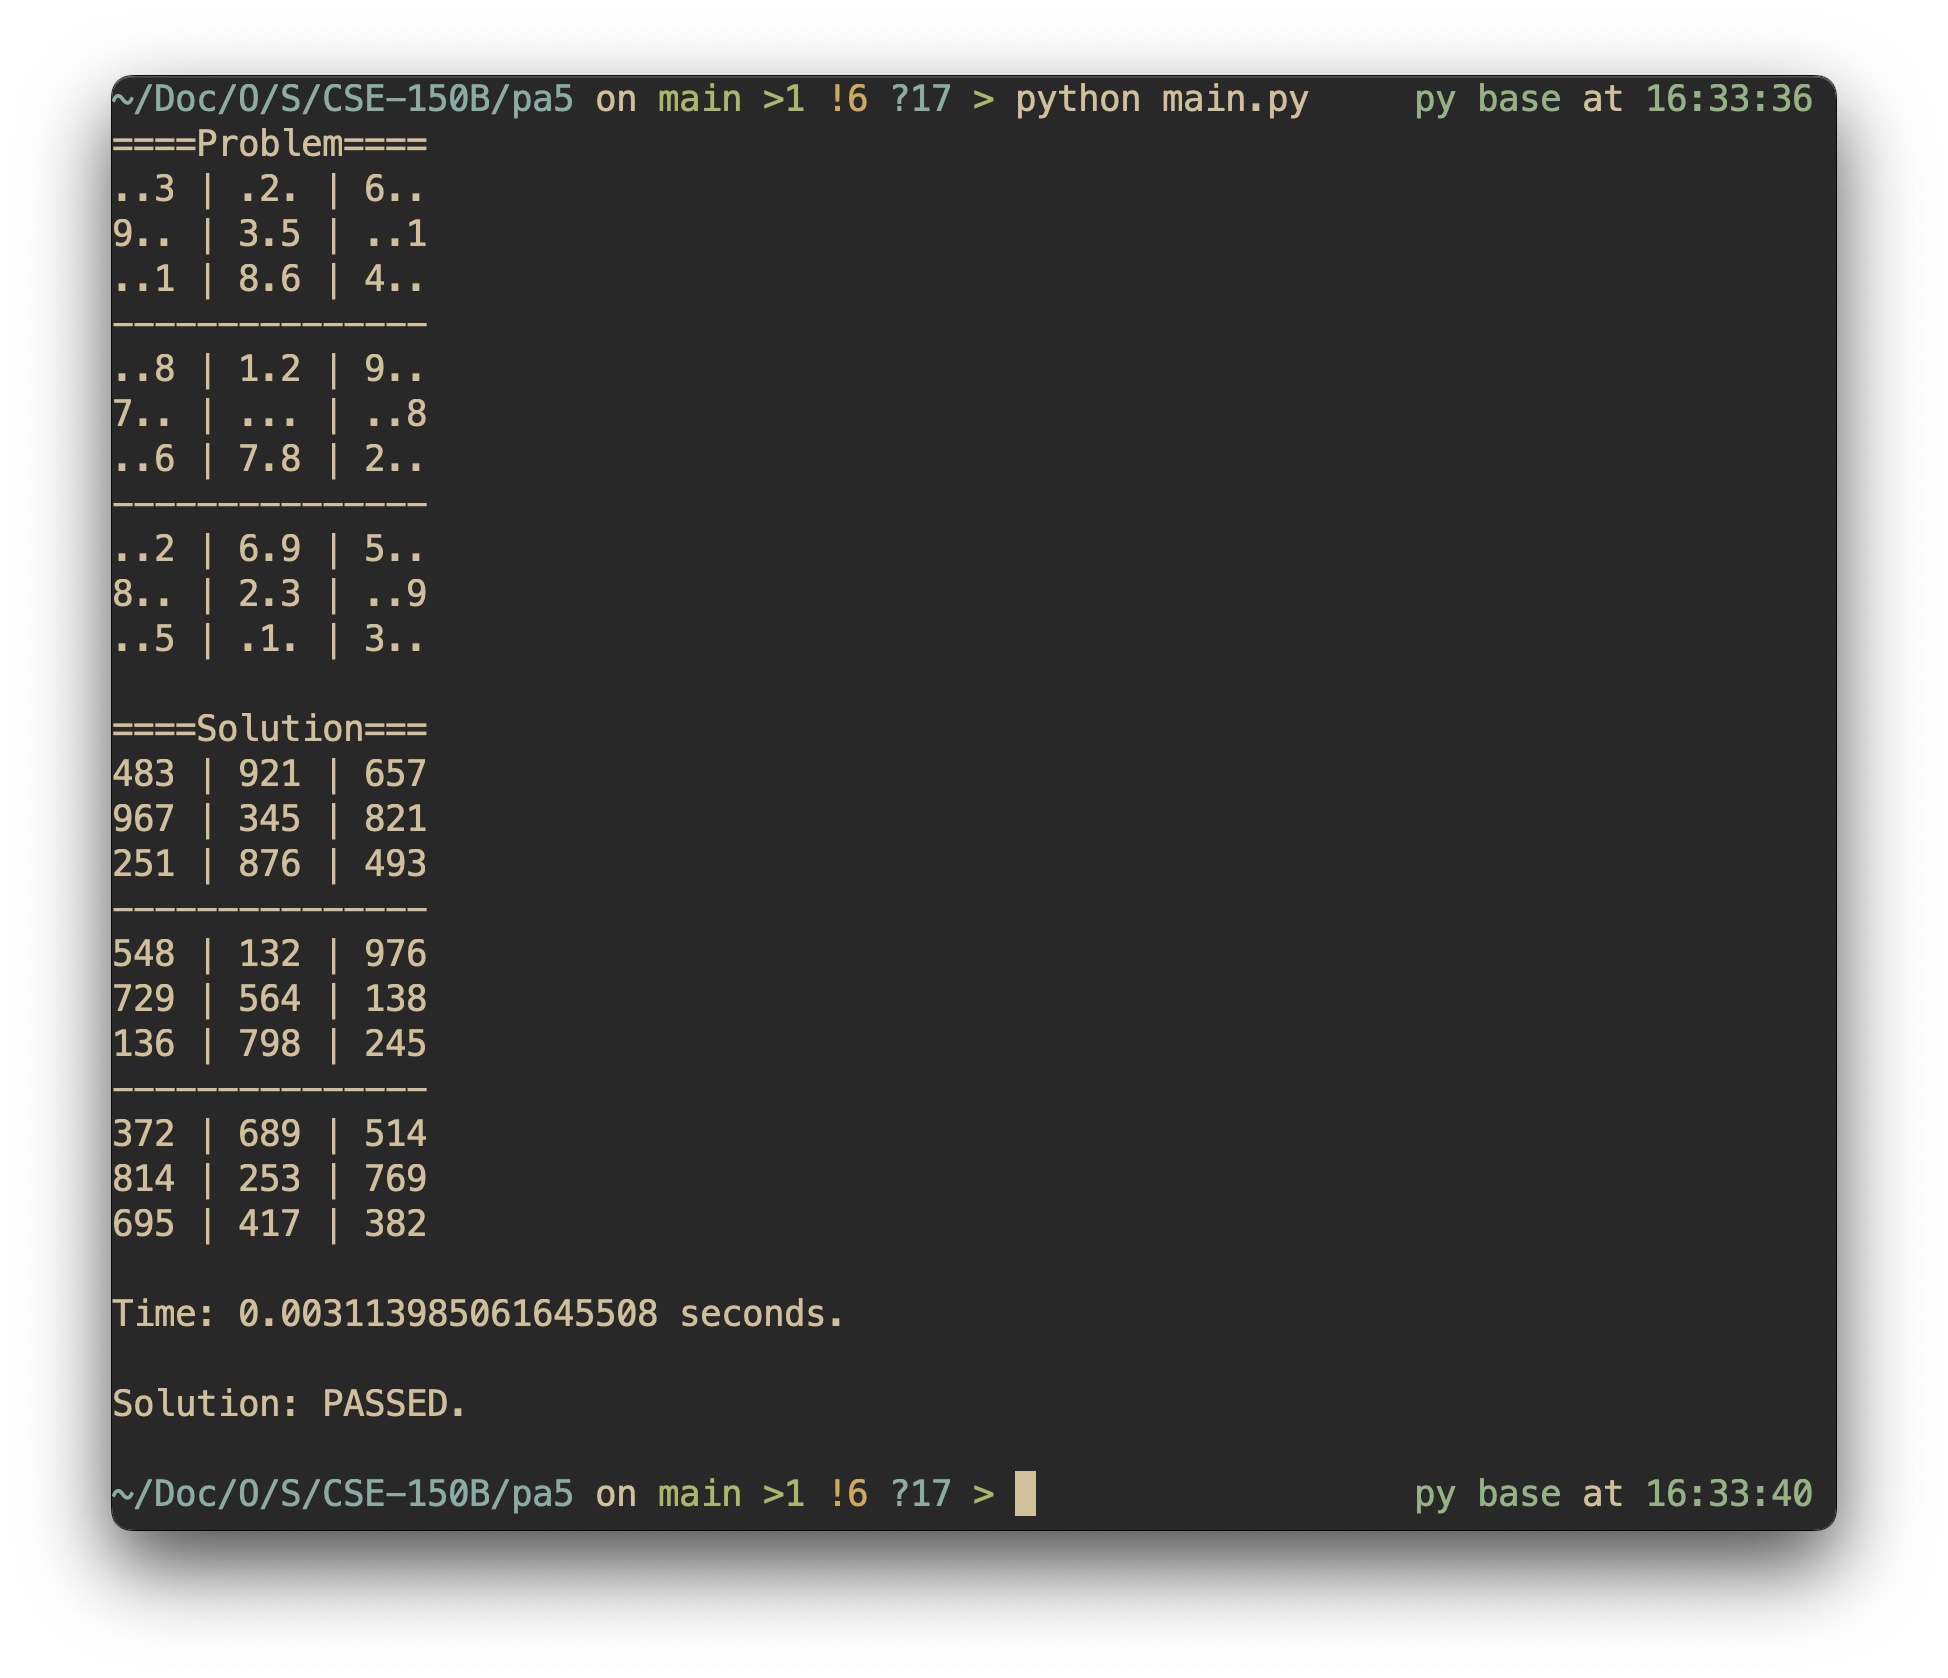 ~/Doc/O/S/CSE-150B/pa5 on main >1 !6 ?17 > python main.py py base at 16:33:36
====Problem====
..3 | .2. | 6..
9.. | 3.5 | ..1
..1 | 8.6 | 4..
---------------
..8 | 1.2 | 9..
7.. | ... | ..8
..6 | 7.8 | 2..
---------------
..2 | 6.9 | 5..
8.. | 2.3 | ..9
..5 | .1. | 3..
====Solution===
483 | 921 | 657
967 | 345 | 821
251 | 876 | 493
---------------
548 | 132 | 976
729 | 564 | 138
136 | 798 | 245
---------------
372 | 689 | 514
814 | 253 | 769
695 | 417 | 382
Time: 0.003113985061645508 seconds.
Solution: PASSED.
~/Doc/O/S/CSE-150B/pa5 on main >1 !6 ?17 > py base at 16:33:40